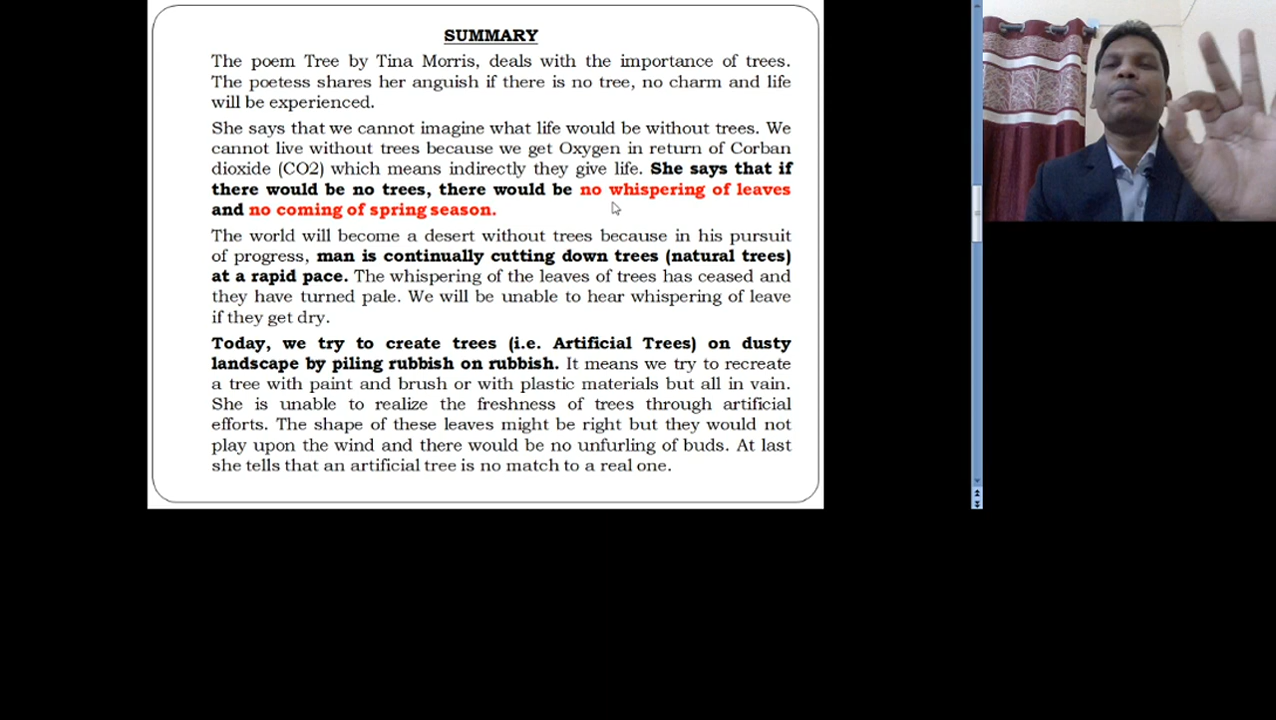 SUMMARY
The poem Tree by Tina Morris, deals with the importance of trees.
The poetess shares her anguish if there is no tree, no charm and life
will be experienced.
She says that we cannot imagine what life would be without trees. We
cannot live without trees because we get Oxygen in return of Corban
dioxide (CO2) which means indirectly they give life. She says that if
there would be no trees, there would be no whispering of leaves
and no coming of spring season.
The world will become a desert without trees because in his pursuit
of progress, man is continually cutting down trees (natural trees)
at a rapid pace. The whispering of the leaves of trees has ceased and
they have turned pale. We will be unable to hear whispering of leave
if they get dry.
Today, we try to create trees (i.e. Artificial Trees) on dusty
landscape by piling rubbish on rubbish. It means we try to recreate
a tree with paint and brush or with plastic materials but all in vain.
She is unable to realize the freshness of trees through artificial
efforts. The shape of these leaves might be right but they would not
play upon the wind and there would be no unfurling of buds. At last
she tells that an artificial tree is no match to a real one.